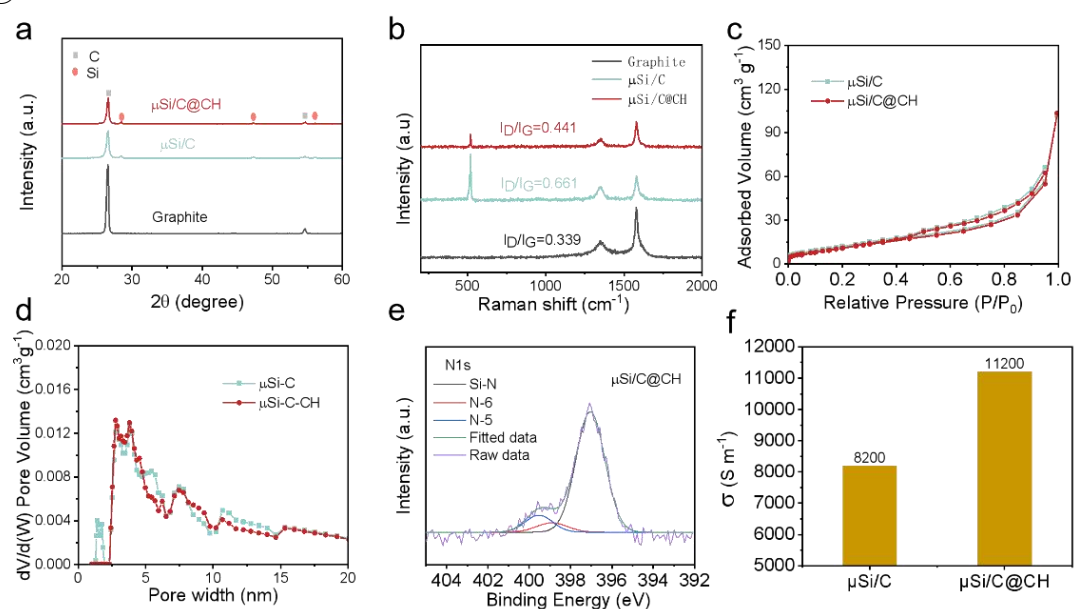 a
C
Si
μSi/C@CH
μSi/C
Graphite
Intensity (a.u.)
20 30 40 50 60
2θ (degree)
b
Graphite
μSi/C
μSi/C@CH
I_D/I_G=0.441
I_D/I_G=0.661
I_D/I_G=0.339
Intensity (a.u)
500 1000 1500 2000
Raman shift (cm⁻¹)
c
μSi/C
μSi/C@CH
Adsorbed Volume (cm³ g⁻¹)
150
120
90
60
30
0
0.0 0.2 0.4 0.6 0.8 1.0
Relative Pressure (P/P₀)
d
μSi-C
μSi-C-CH
dV/d(W) Pore Volume (cm³g⁻¹)
0.020
0.016
0.012
0.008
0.004
0.000
0 5 10 15 20
Pore width (nm)
e
N1s
Si-N
N-6
N-5
Fitted data
Raw data
μSi/C@CH
Intensity (a.u.)
404 402 400 398 396 394 392
Binding Energy (eV)
f
σ (S m⁻¹)
12000
11000
10000
9000
8000
7000
6000
5000
8200
11200
μSi/C μSi/C@CH